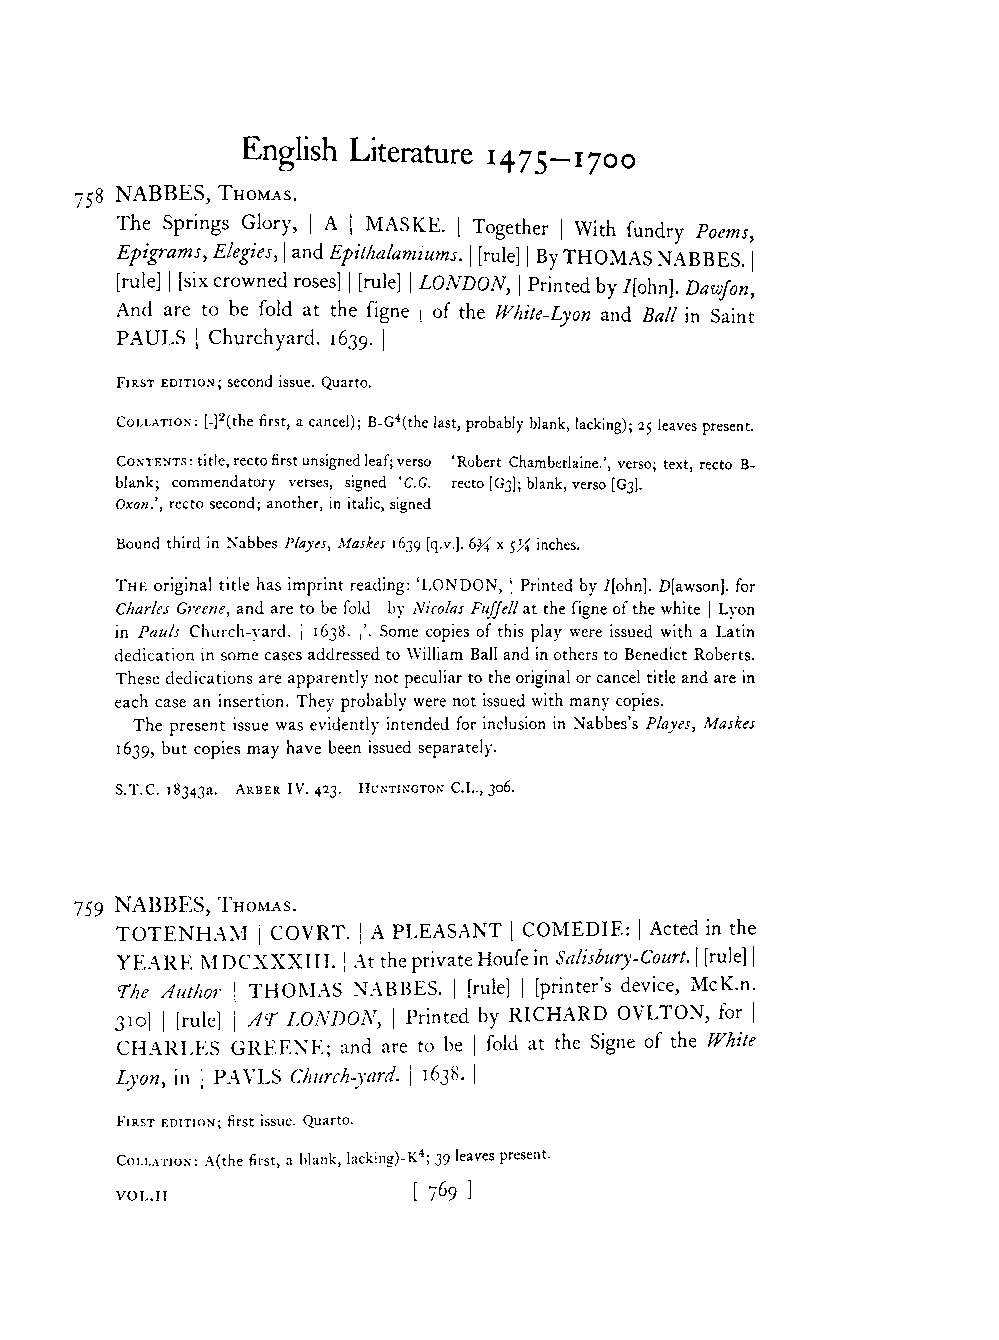 English Literature 1475–1700
758 NABBES, THOMAS.
The Springs Glory, | A | MASKE. | Together | With ſundry Poems,
Epigrams, Elegies, | and Epithalamiums. | [rule] | By THOMAS NABBES. |
[rule] | [six crowned roses] | [rule] | LONDON, | Printed by I[ohn]. Dawſon,
And are to be ſold at the ſigne | of the White-Lyon and Ball in Saint
PAULS | Churchyard. 1639. |
FIRST EDITION; second issue. Quarto.
COLLATION: [-]²(the first, a cancel); B-G⁴(the last, probably blank, lacking); 25 leaves present.
CONTENTS: title, recto first unsigned leaf; verso
blank; commendatory verses, signed 'C.G.
Oxon.', recto second; another, in italic, signed
'Robert Chamberlaine.', verso; text, recto B-
recto [G3]; blank, verso [G3].
Bound third in Nabbes Playes, Maskes 1639 [q.v.]. 6¾ x 5¼ inches.
THE original title has imprint reading: 'LONDON, | Printed by I[ohn]. D[awson]. for
Charles Greene, and are to be ſold by Nicolas Fuſſell at the ſigne of the white | Lyon
in Pauls Church-yard. | 1638. |'. Some copies of this play were issued with a Latin
dedication in some cases addressed to William Ball and in others to Benedict Roberts.
These dedications are apparently not peculiar to the original or cancel title and are in
each case an insertion. They probably were not issued with many copies.
The present issue was evidently intended for inclusion in Nabbes's Playes, Maskes
1639, but copies may have been issued separately.
S.T.C. 18343a. ARBER IV. 423. HUNTINGTON C.L., 306.
759 NABBES, THOMAS.
TOTENHAM | COVRT. | A PLEASANT | COMEDIE: | Acted in the
YEARE MDCXXXIII. | At the private Houſe in Salisbury-Court. | [rule] |
The Author | THOMAS NABBES. | [rule] | [printer's device, McK.n.
310] | [rule] | AT LONDON, | Printed by RICHARD OVLTON, for |
CHARLES GREENE; and are to be | ſold at the Signe of the White
Lyon, in | PAVLS Church-yard. | 1638. |
FIRST EDITION; first issue. Quarto.
COLLATION: A(the first, a blank, lacking)-K⁴; 39 leaves present.
VOL.II [ 769 ]